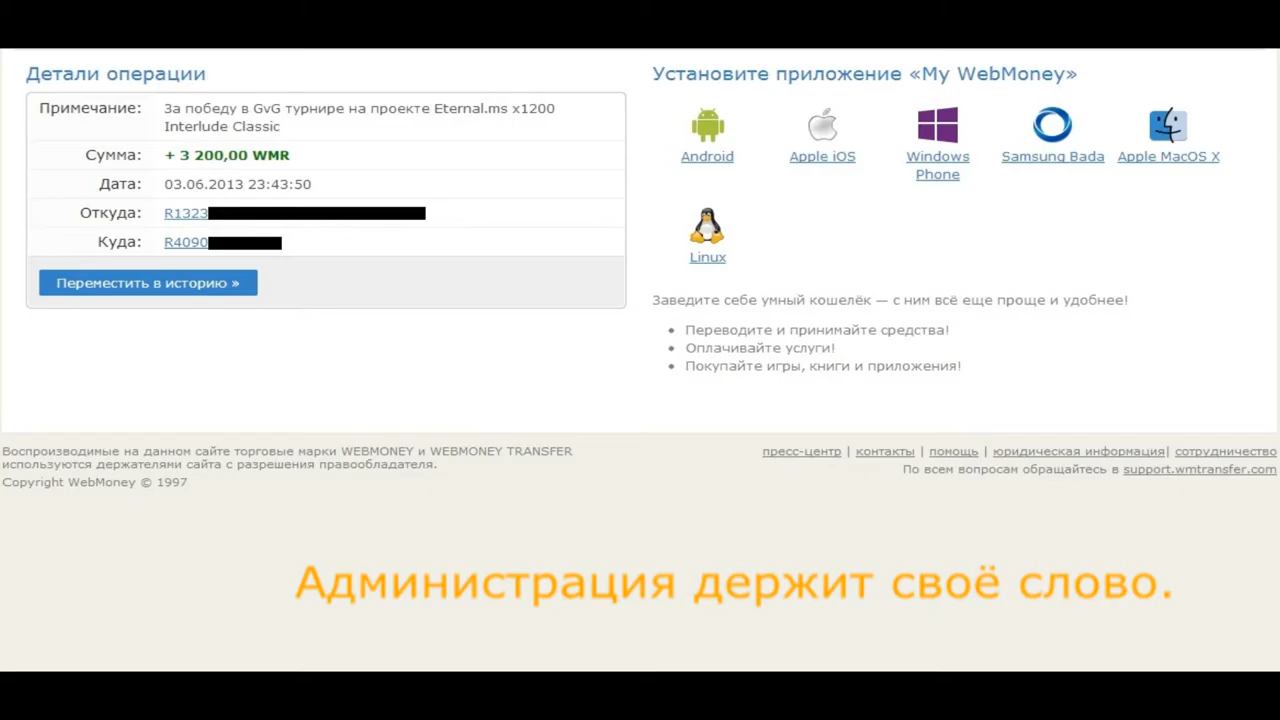 Детали операции
Примечание: За победу в GvG турнире на проекте Eternal.ms x1200
Interlude Classic
Сумма: + 3 200,00 WMR
Дата: 03.06.2013 23:43:50
Откуда: R1323
Куда: R4090
Переместить в историю »
Установите приложение «My WebMoney»
Android Apple iOS Windows Phone Samsung Bada Apple MacOS X
Linux
Заведите себе умный кошелёк — с ним всё еще проще и удобнее!
• Переводите и принимайте средства!
• Оплачивайте услуги!
• Покупайте игры, книги и приложения!
Воспроизводимые на данном сайте торговые марки WEBMONEY и WEBMONEY TRANSFER
используются держателями сайта с разрешения правообладателя.
Copyright WebMoney © 1997
пресс-центр | контакты | помощь | юридическая информация| сотрудничество
По всем вопросам обращайтесь в support.wmtransfer.com
Администрация держит своё слово.